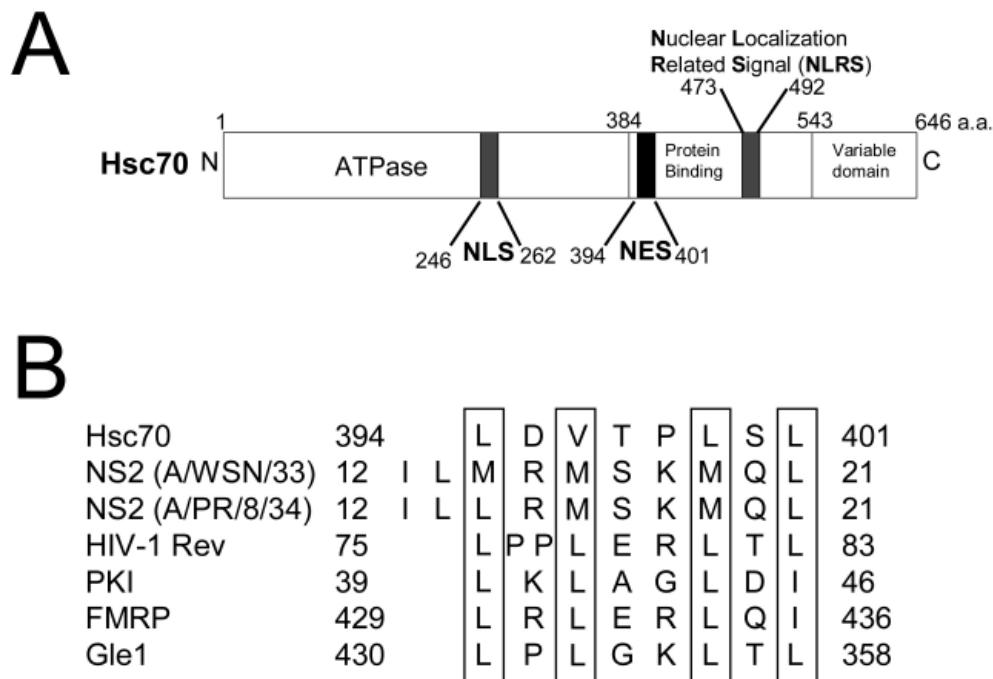 A
Nuclear Localization
Related Signal (NLRS)
473 492
1 384 543 646 a.a.
Hsc70 N ATPase Protein Binding Variable domain C
246 NLS 262 394 NES 401
B
Hsc70 394 L D V T P L S L 401
NS2 (A/WSN/33) 12 I L M R M S K M Q L 21
NS2 (A/PR/8/34) 12 I L L R M S K M Q L 21
HIV-1 Rev 75 L P P L E R L T L 83
PKI 39 L K L A G L D I 46
FMRP 429 L R L E R L Q I 436
Gle1 430 L P L G K L T L 358